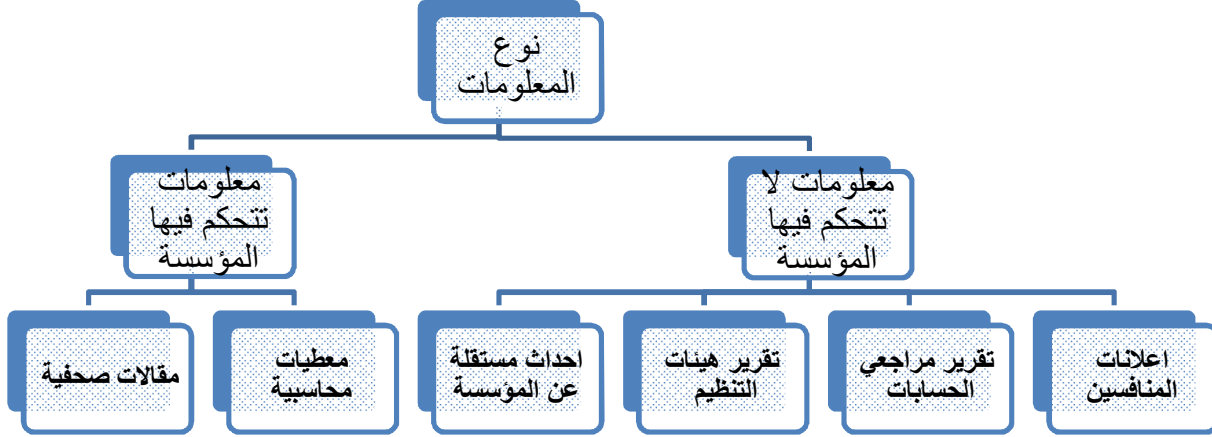 نوع
المعلومات
معلومات لا
تتحكم فيها
المؤسسة
معلومات
تتحكم فيها
المؤسسة
اعلانات
المنافسين
تقرير مراجعي
الحسابات
تقرير هيئات
التنظيم
احداث مستقلة
عن المؤسسة
معطيات
محاسبية
مقالات صحفية